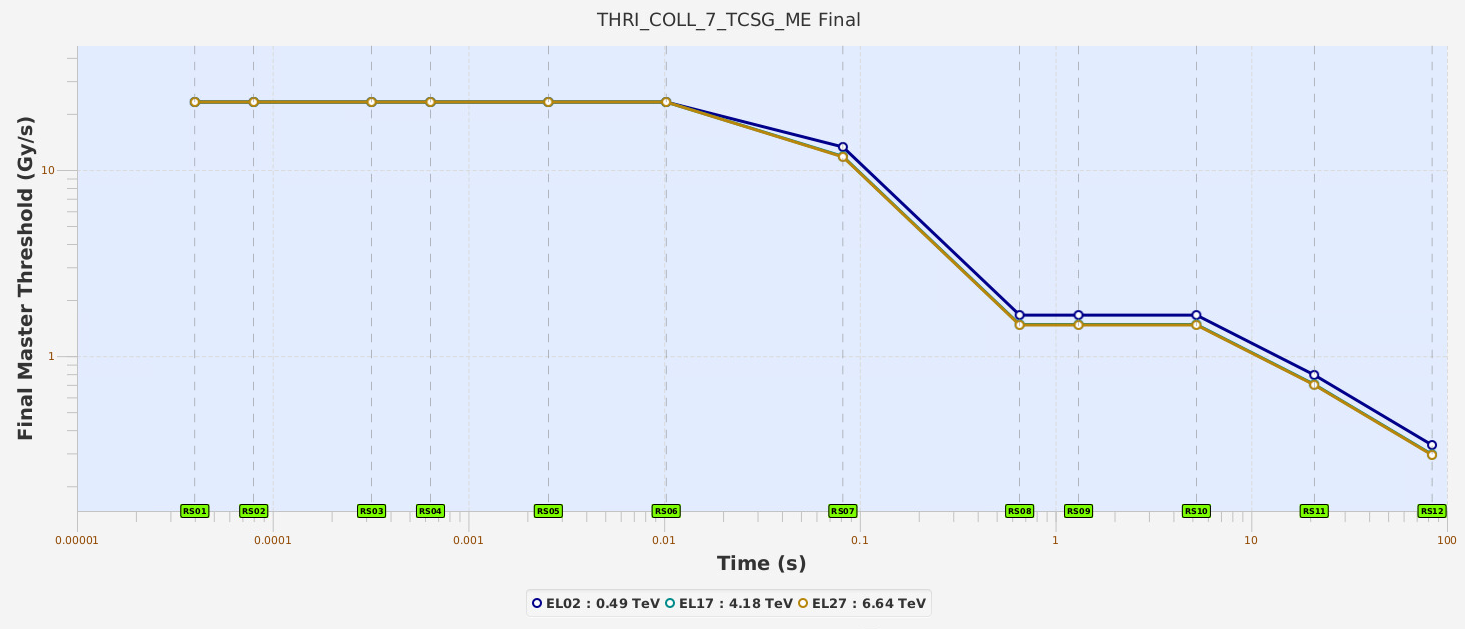 THRI_COLL_7_TCSG_ME Final
Final Master Threshold (Gy/s)
10
1
RS01 RS02 RS03 RS04 RS05 RS06 RS07 RS08 RS09 RS10 RS11 RS12
0.00001 0.0001 0.001 0.01 0.1 1 10 100
Time (s)
EL02 : 0.49 TeV EL17 : 4.18 TeV EL27 : 6.64 TeV